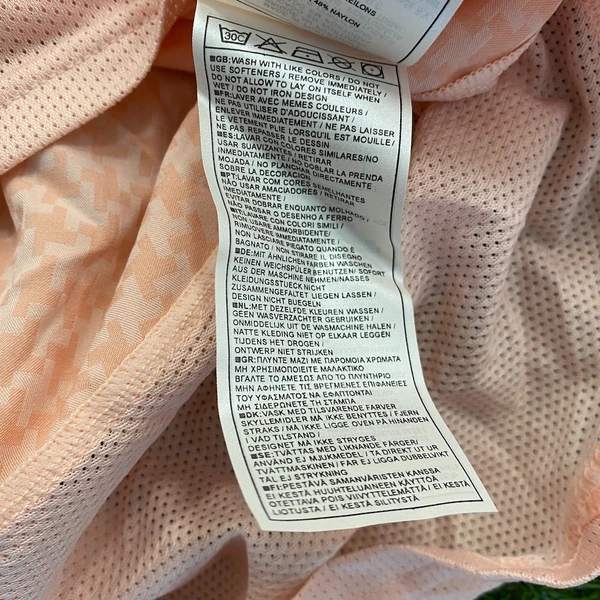 EILONS
48% NYLON
30C
■GB:WASH WITH LIKE COLORS / DO NOT
USE SOFTENERS / REMOVE IMMEDIATELY /
DO NOT ALLOW TO LAY ON ITSELF WHEN
WET / DO NOT IRON DESIGN
■FR:LAVER AVEC MEMES COULEURS /
NE PAS UTILISER D'ADOUCISSANT /
ENLEVER IMMEDIATEMENT / NE PAS LAISSER
LE VETEMENT PLIE LORSQU'IL EST MOUILLE /
NE PAS REPASSER LE DESSIN
■ES:LAVAR CON COLORES SIMILARES/NO
USAR SUAVIZANTES / RETIRAR
INMEDIATAMENTE / NO DOBLAR LA PRENDA
MOJADA / NO PLANCHAR DIRECTAMENTE
SOBRE LA DECORACIÓN
■PT:LAVAR COM CORES SEMELHANTES
/NÃO USAR AMACIADORES / RETIRAR
IMEDIATAMENTE /
EVITAR DOBRAR ENQUANTO MOLHADO /
NÃO PASSAR O DESENHO A FERRO
LAVARE CON COLORI SIMILI /
NON USARE AMMORBIDENTE/
RIMUOVERE IMMEDIATAMENTE /
NON LASCIARE PIEGATO QUANDO È
BAGNATO / NON STIRARE IL DISEGNO
■DE:MIT ÄHNLICHEN FARBEN WASCHEN
KEINEN WEICHSPÜLER BENUTZEN/ SOFORT
AUS DER MASCHINE NEHMEN/NASSES
KLEIDUNGSSTUECK NICHT
ZUSAMMENGEFALTET LIEGEN LASSEN /
DESIGN NICHT BUEGELN
■NL:MET DEZELFDE KLEUREN WASSEN /
GEEN WASVERZACHTER GEBRUIKEN /
ONMIDDELIJK UIT DE WASMACHINE HALEN /
NATTE KLEDING NIET OP ELKAAR LEGGEN
TIJDENS HET DROGEN /
ONTWERP NIET STRIJKEN
■GR:ΠΛΥΝΤΕ ΜΑΖΙ ΜΕ ΠΑΡΟΜΟΙΑ ΧΡΩΜΑΤΑ
ΜΗ ΧΡΗΣΙΜΟΠΟΙΕΙΤΕ ΜΑΛΑΚΤΙΚΟ
ΒΓΑΛΤΕ ΤΟ ΑΜΕΣΩΣ ΑΠΟ ΤΟ ΠΛΥΝΤΗΡΙΟ
ΜΗΝ ΑΦΗΝΕΤΕ ΤΙΣ ΒΡΕΓΜΕΝΕΣ ΕΠΙΦΑΝΕΙΕΣ
ΤΟΥ ΥΦΑΣΜΑΤΟΣ ΝΑ ΕΦΑΠΤΟΝΤΑΙ
ΜΗ ΣΙΔΕΡΩΝΕΤΕ ΤΗ ΣΤΑΜΠΑ
■DK:VASK MED TILSVARENDE FARVER
SKYLLEMIDLER MÅ IKKE BENYTTES / FJERN
STRAKS / MÅ IKKE LIGGE OVEN PÅ HINANDEN
I VÅD TILSTAND /
DESIGNET MÅ IKKE STRYGES
■SE:TVÄTTAS MED LIKNANDE FÄRGER/
ANVÄND EJ MJUKMEDEL / TA DIREKT UT UR
TVÄTTMASKINEN / FÅR EJ LIGGA DUBBELVIKT
TÅL EJ STRYKNING
■FI:PESTÄVÄ SAMANVÄRISTEN KANSSA
EI KESTÄ HUUHTELUAINEEN KÄYTTÖÄ
OTETTAVA POIS VIIVYTTELEMÄTTÄ / EI KESTÄ
LIOTUSTA / EI KESTÄ SILITYSTÄ